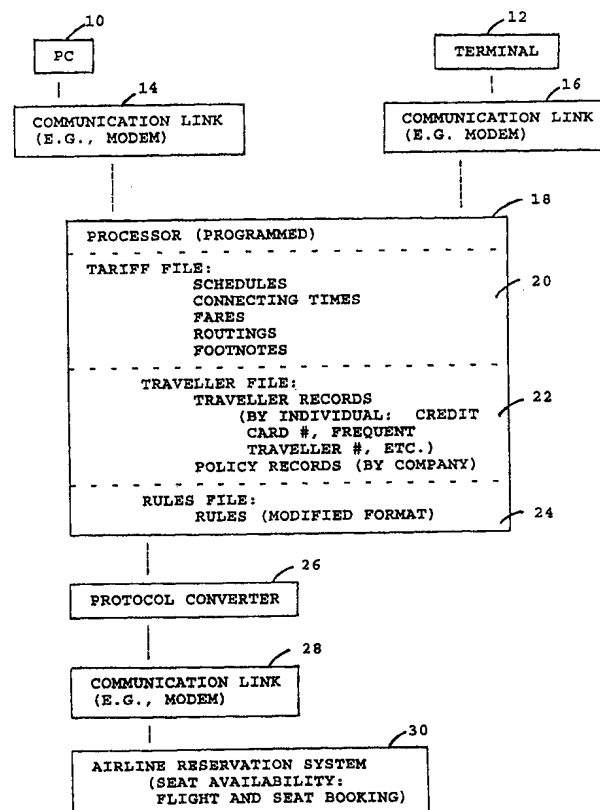 10
12
PC
TERMINAL
14
16
COMMUNICATION LINK
(E.G., MODEM)
COMMUNICATION LINK
(E.G. MODEM)
18
PROCESSOR (PROGRAMMED)
TARIFF FILE:
20
SCHEDULES
CONNECTING TIMES
FARES
ROUTINGS
FOOTNOTES
TRAVELLER FILE:
TRAVELLER RECORDS
22
(BY INDIVIDUAL: CREDIT
CARD #, FREQUENT
TRAVELLER #, ETC.)
POLICY RECORDS (BY COMPANY)
RULES FILE:
RULES (MODIFIED FORMAT)
24
26
PROTOCOL CONVERTER
28
COMMUNICATION LINK
(E.G., MODEM)
30
AIRLINE RESERVATION SYSTEM
(SEAT AVAILABILITY:
FLIGHT AND SEAT BOOKING)